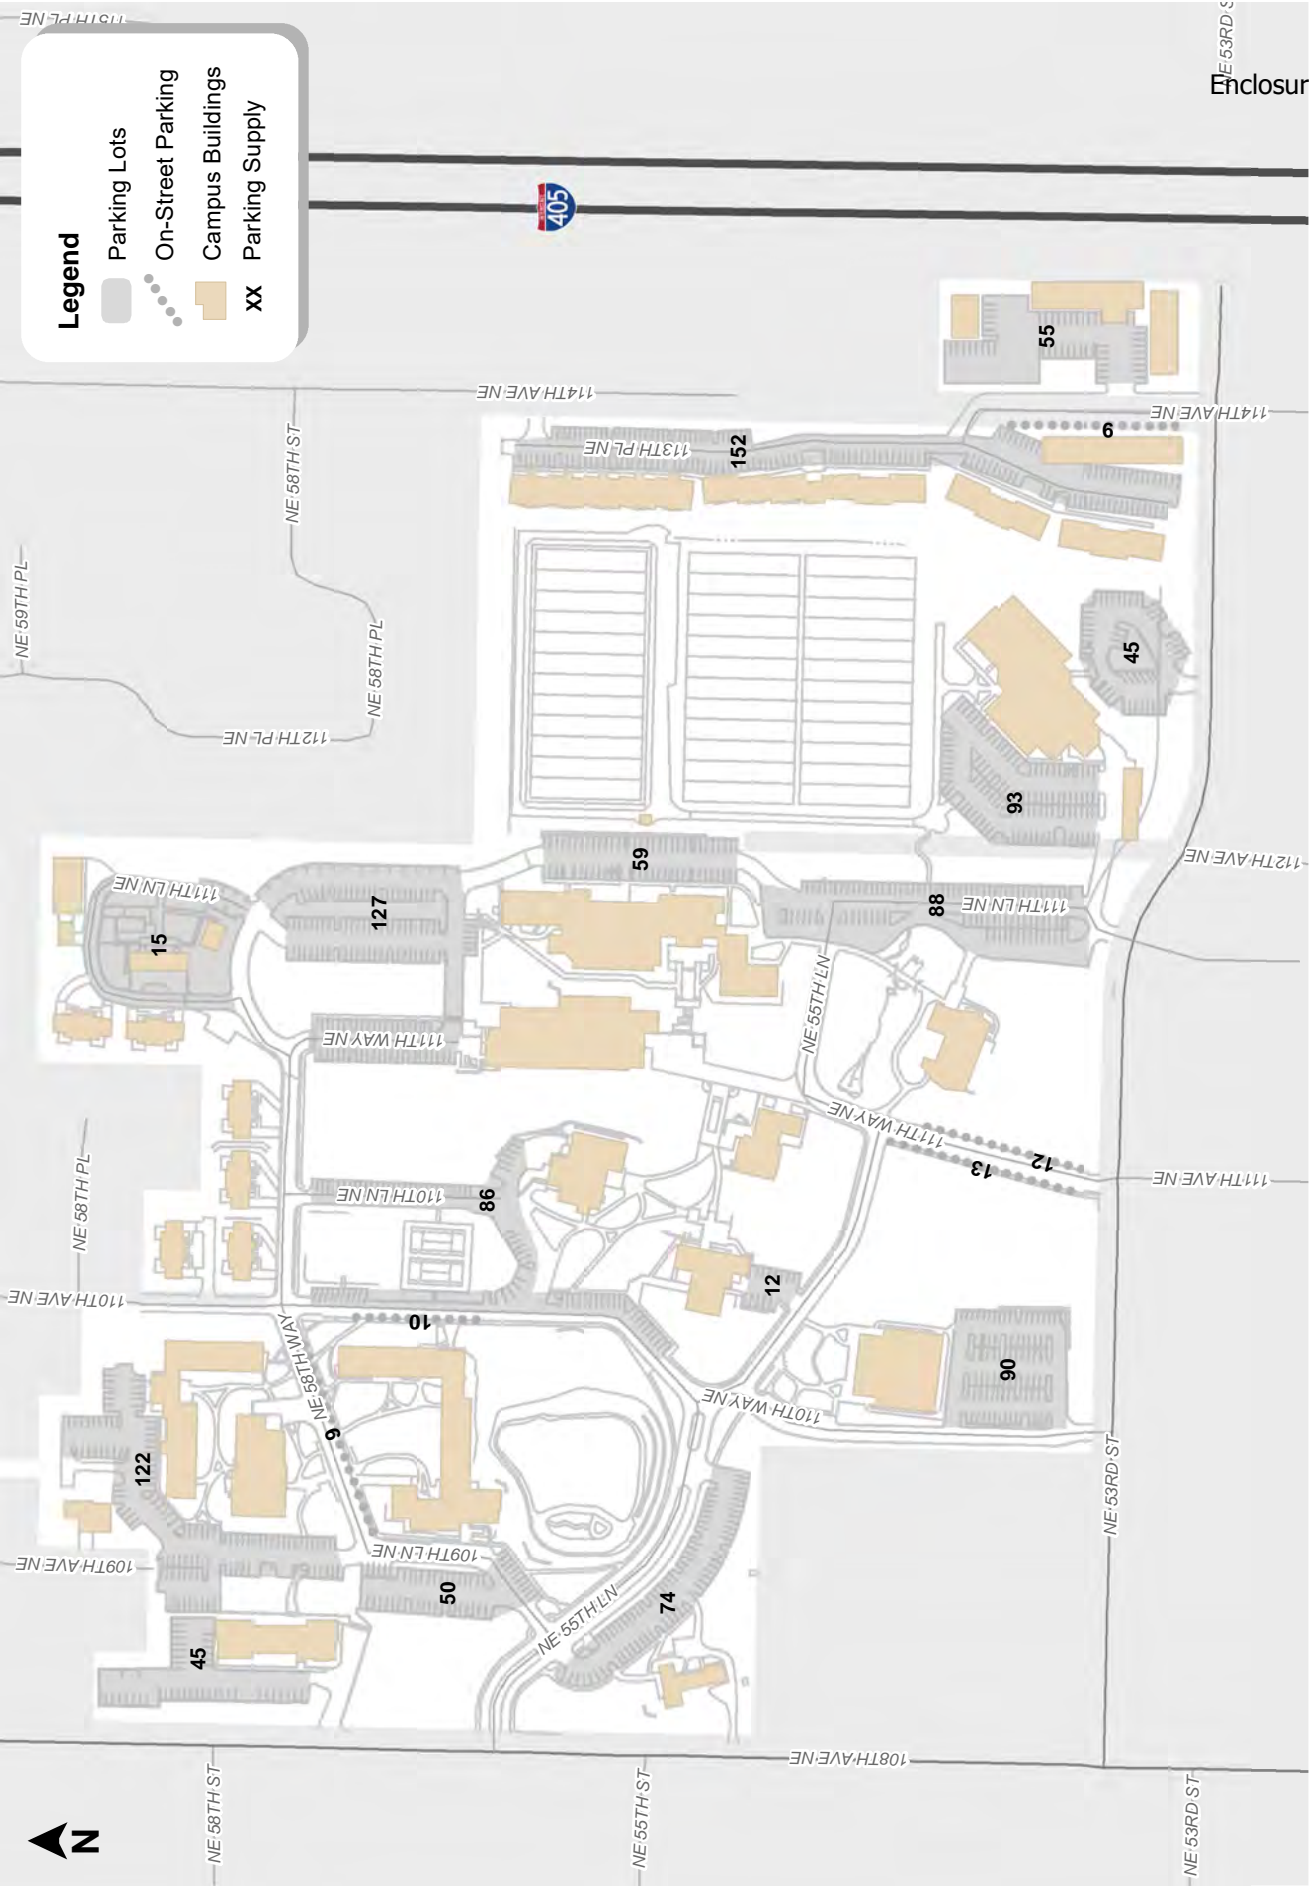 Legend
Parking Lots
On-Street Parking
Campus Buildings
XX Parking Supply
N
Enclosur
NE 53RD S
115TH PL NE
405
NE 59TH PL
NE 58TH ST
114TH AVE NE
114TH AVE NE
55
113TH PL NE
152
NE 58TH PL
112TH PL NE
45
93
112TH AVE NE
111TH LN NE
15
127
59
88
111TH LN NE
NE 55TH LN
111TH WAY NE
111TH WAY NE
12
13
111TH AVE NE
NE 58TH PL
110TH LN NE
86
110TH AVE NE
10
12
NE 58TH WAY
90
110TH WAY NE
122
109TH AVE NE
109TH LN NE
50
NE 55TH LN
74
45
NE 53RD ST
108TH AVE NE
NE 58TH ST
NE 55TH ST
NE 53RD ST